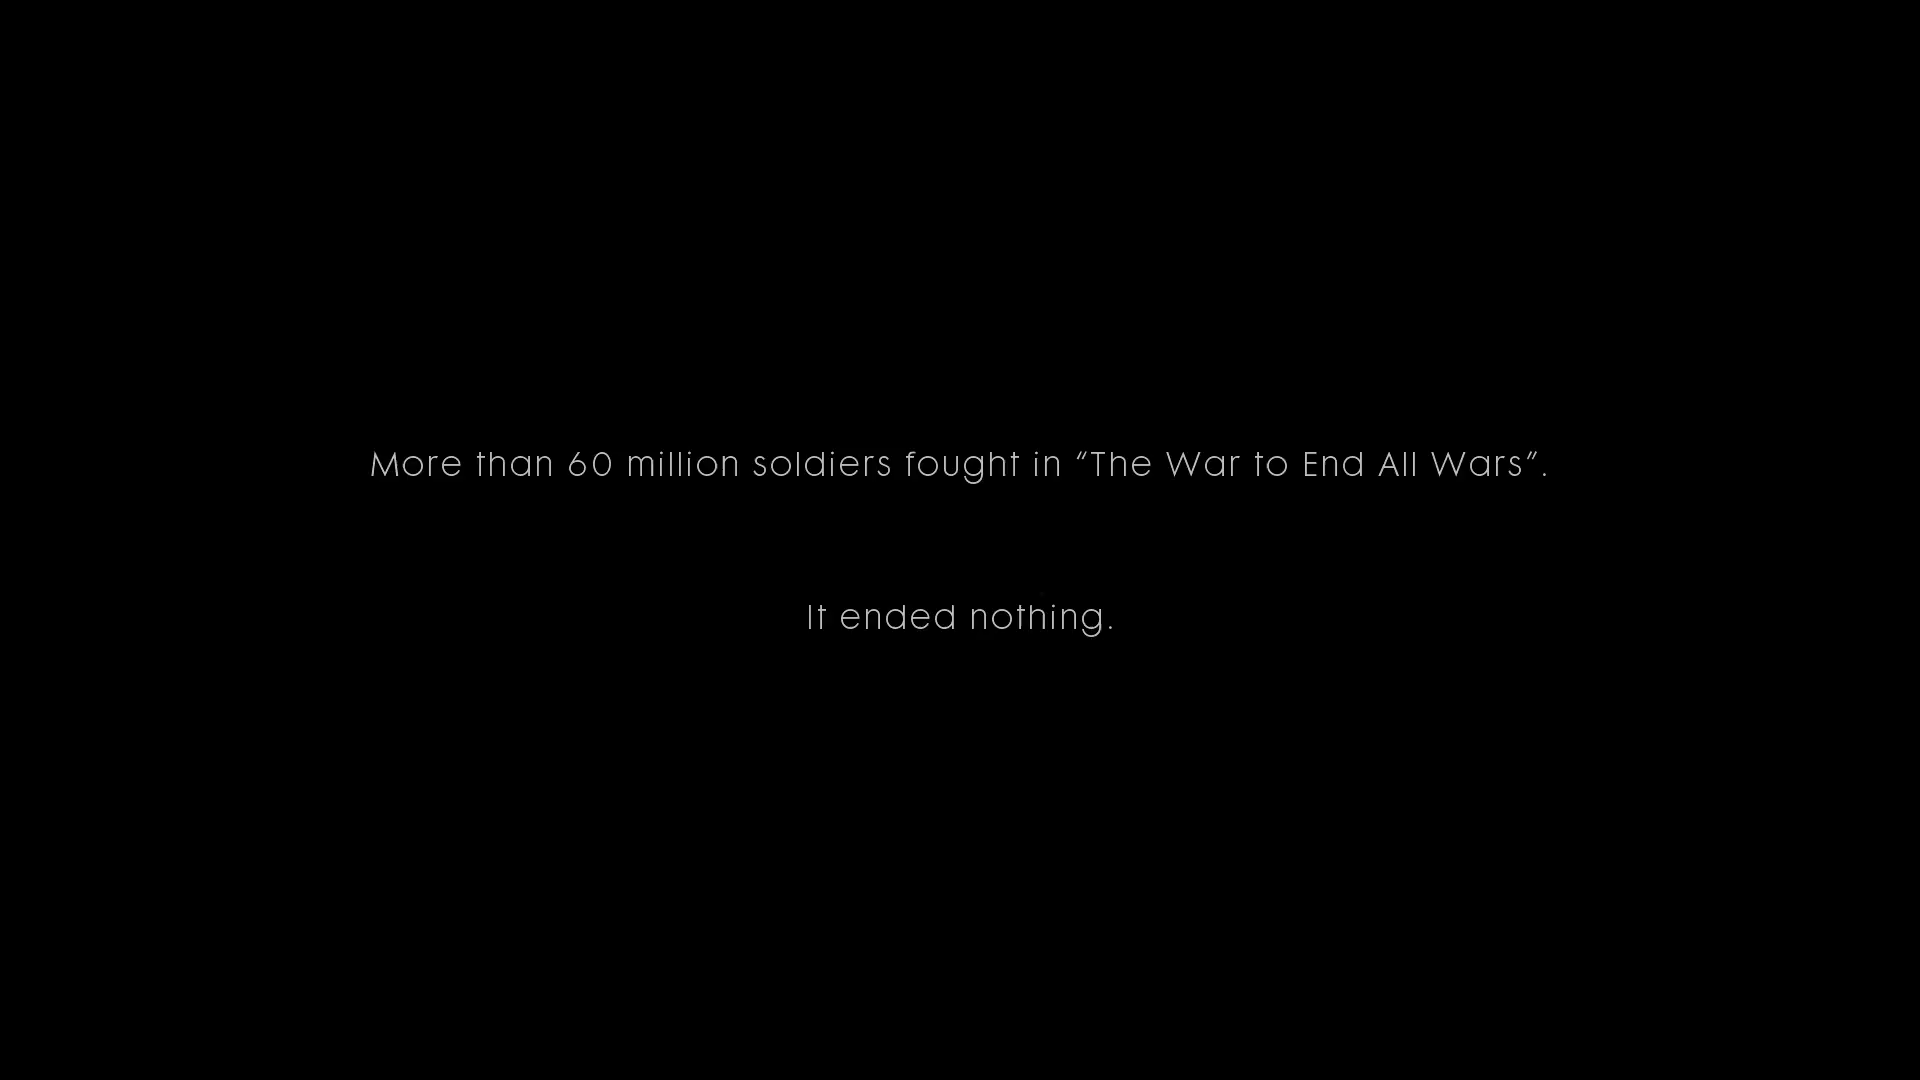 More than 60 million soldiers fought in “The War to End All Wars”.
It ended nothing.